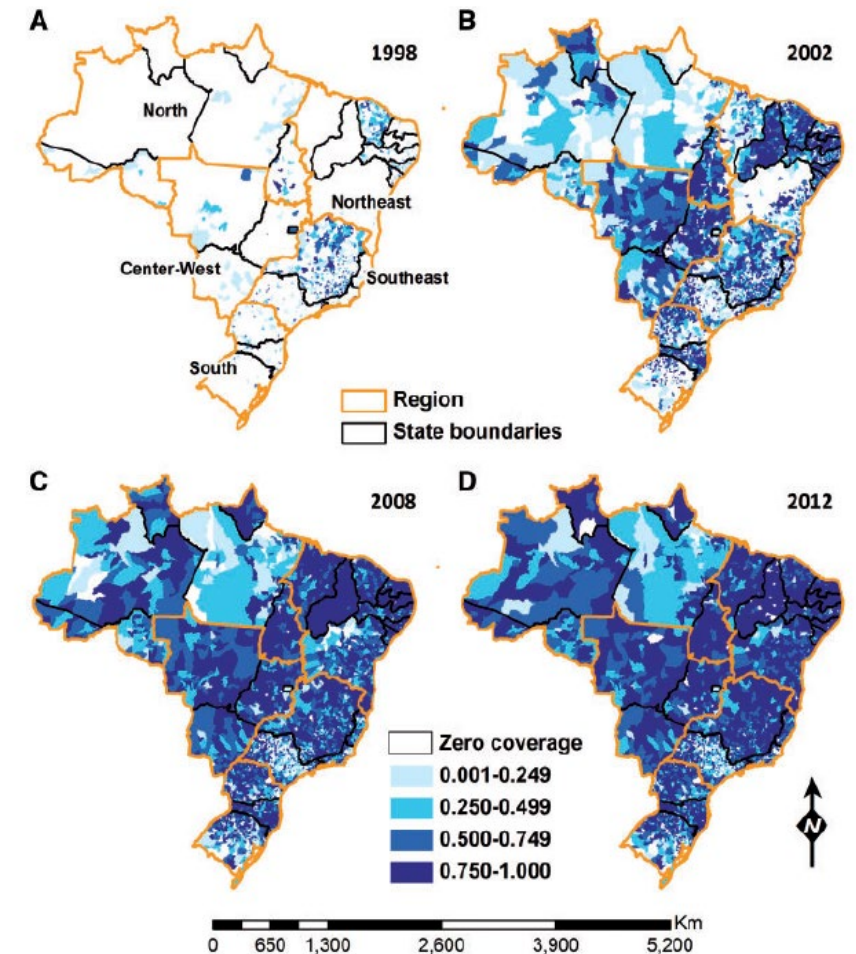 A
1998
North
Northeast
Center-West
Southeast
South
B
2002
Region
State boundaries
C
2008
D
2012
Zero coverage
0.001-0.249
0.250-0.499
0.500-0.749
0.750-1.000
N
Km
0 650 1,300 2,600 3,900 5,200